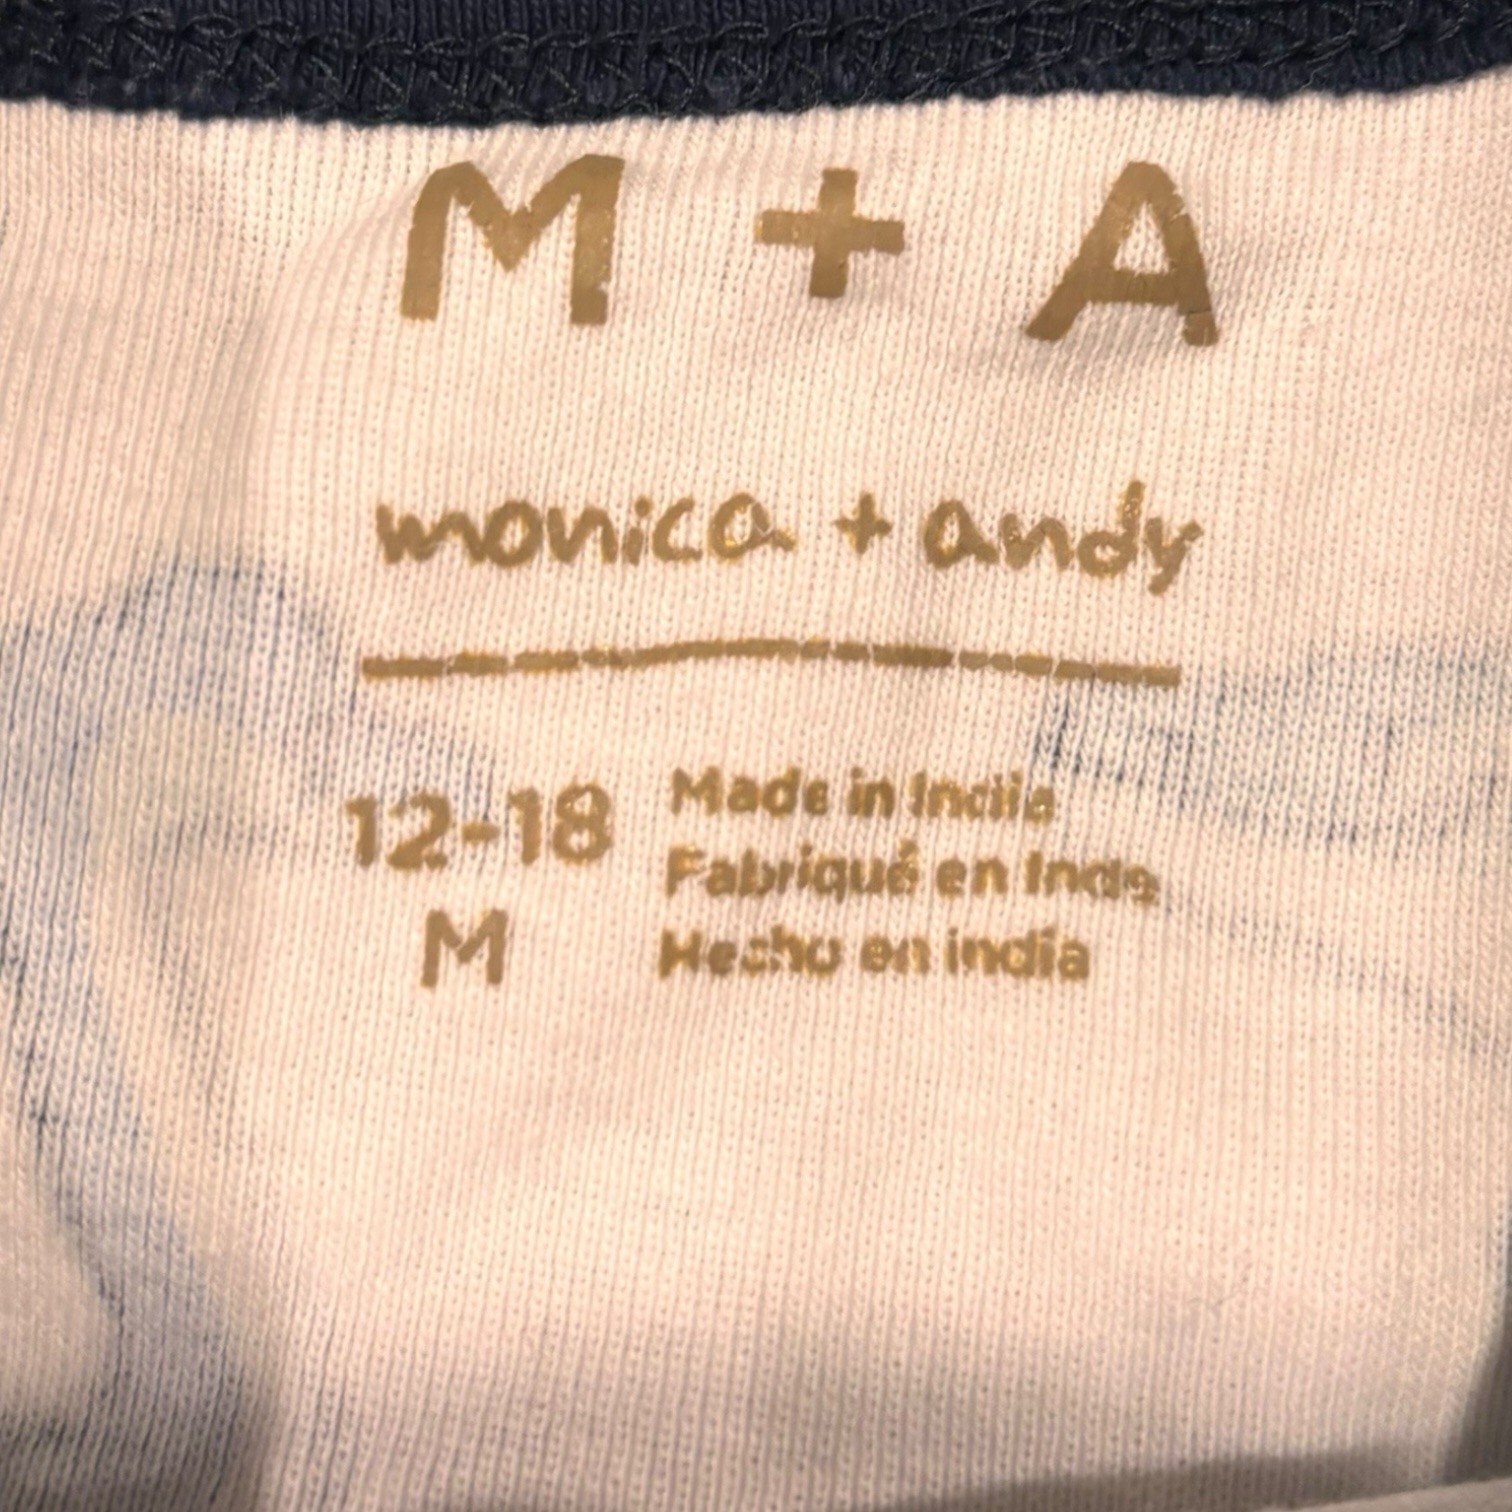 M + A
monica + andy
12-18 M
Made in India
Fabriqué en Inde
Hecho en india